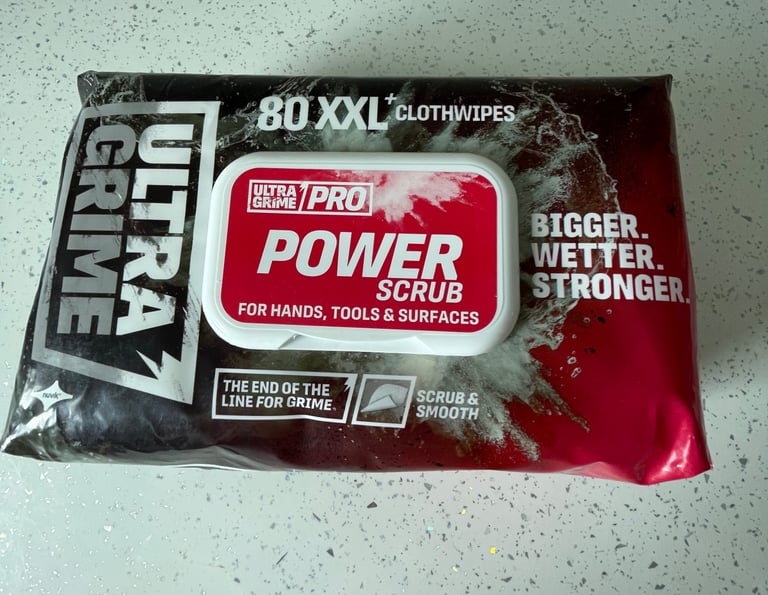 80 XXL+ CLOTHWIPES
ULTRA
GRIME
ULTRA
GRIME PRO
POWER
SCRUB
FOR HANDS, TOOLS & SURFACES
BIGGER.
WETTER.
STRONGER.
THE END OF THE
LINE FOR GRIME
SCRUB &
SMOOTH
nuvik